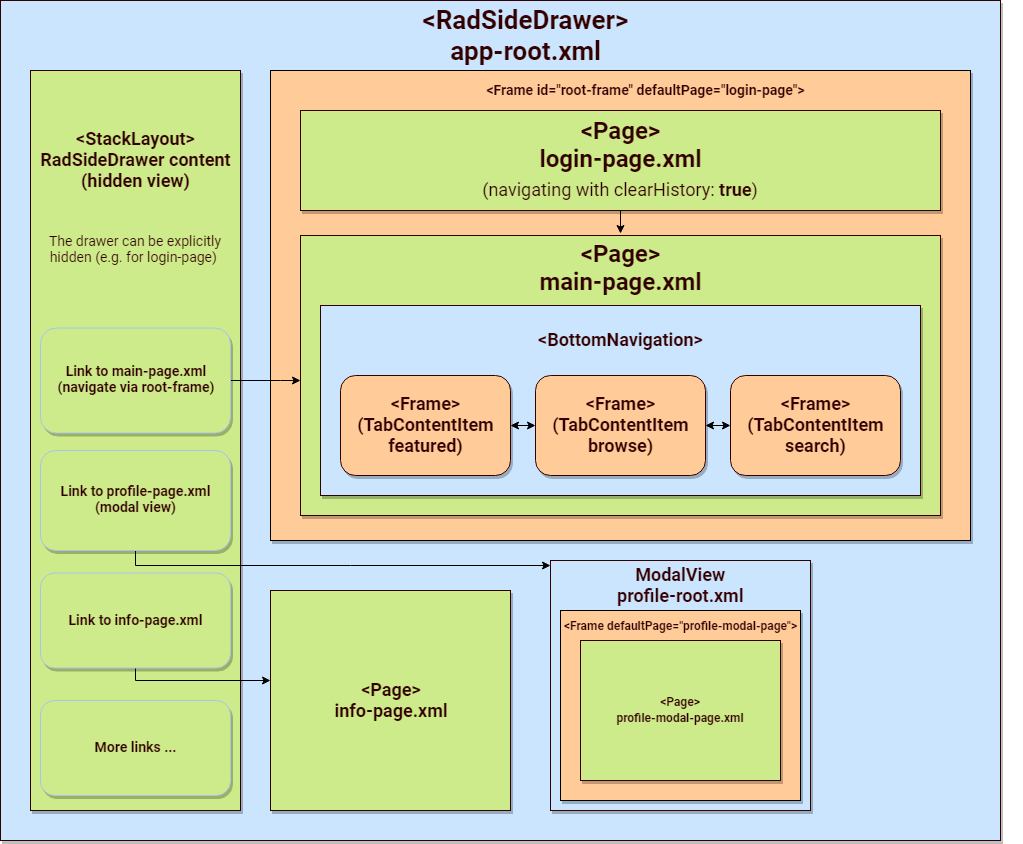 <RadSideDrawer>
app-root.xml
<StackLayout>
RadSideDrawer content
(hidden view)
The drawer can be explicitly
hidden (e.g. for login-page)
Link to main-page.xml
(navigate via root-frame)
Link to profile-page.xml
(modal view)
Link to info-page.xml
More links ...
<Frame id="root-frame" defaultPage="login-page">
<Page>
login-page.xml
(navigating with clearHistory: true)
<Page>
main-page.xml
<BottomNavigation>
<Frame>
(TabContentItem
featured)
<Frame>
(TabContentItem
browse)
<Frame>
(TabContentItem
search)
<Page>
info-page.xml
ModalView
profile-root.xml
<Frame defaultPage="profile-modal-page">
<Page>
profile-modal-page.xml